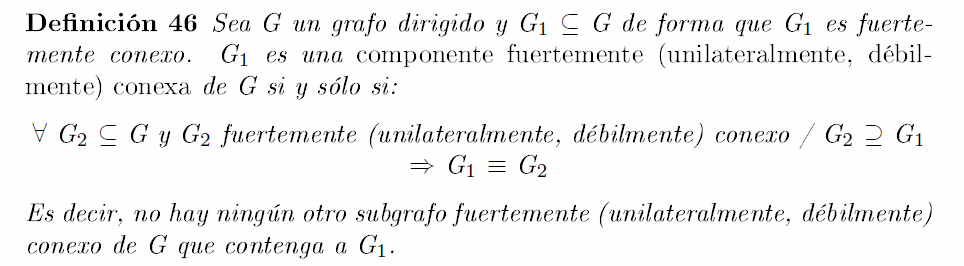 Definición 46 Sea G un grafo dirigido y G₁ ⊆ G de forma que G₁ es fuerte-
mente conexo. G₁ es una componente fuertemente (unilateralmente, débil-
mente) conexa de G si y sólo si:
∀ G₂ ⊆ G y G₂ fuertemente (unilateralmente, débilmente) conexo / G₂ ⊇ G₁
⇒ G₁ ≡ G₂
Es decir, no hay ningún otro subgrafo fuertemente (unilateralmente, débilmente)
conexo de G que contenga a G₁.